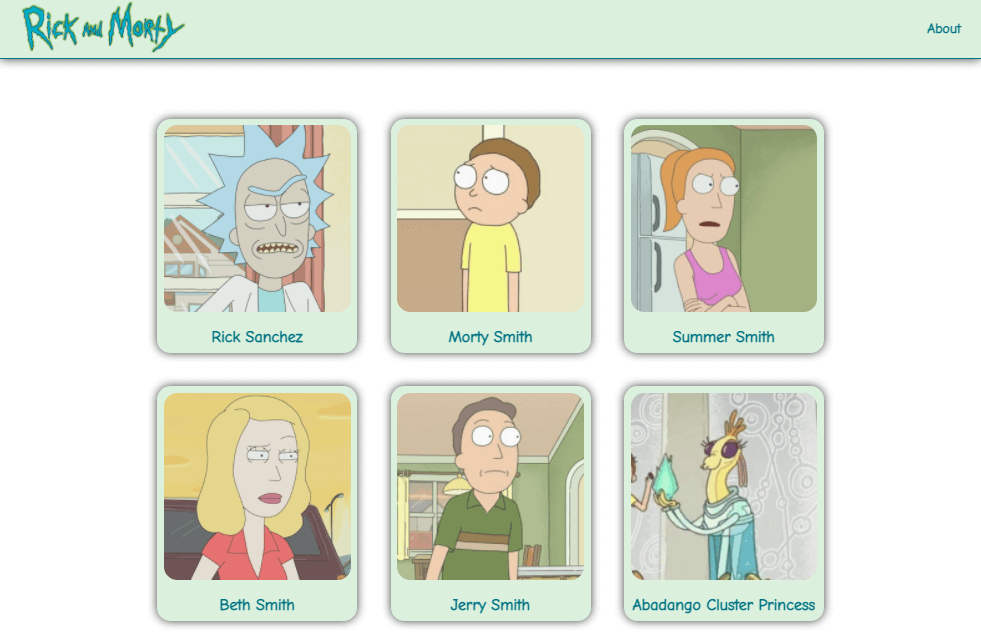 Rick and Morty
About
Rick Sanchez
Morty Smith
Summer Smith
Beth Smith
Jerry Smith
Abadango Cluster Princess